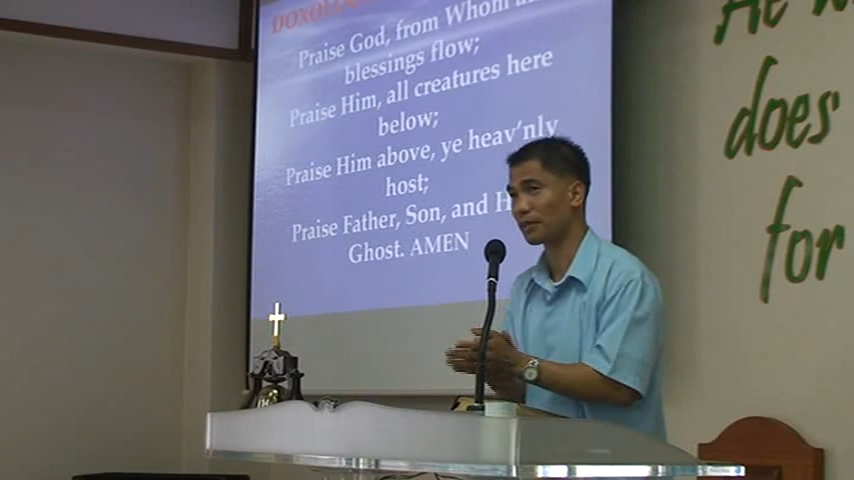 Praise God, from Whom
blessings flow;
Praise Him, all creatures here
below;
Praise Him above, ye heav'nly
host;
Praise Father, Son, and
Ghost. AMEN
does
for